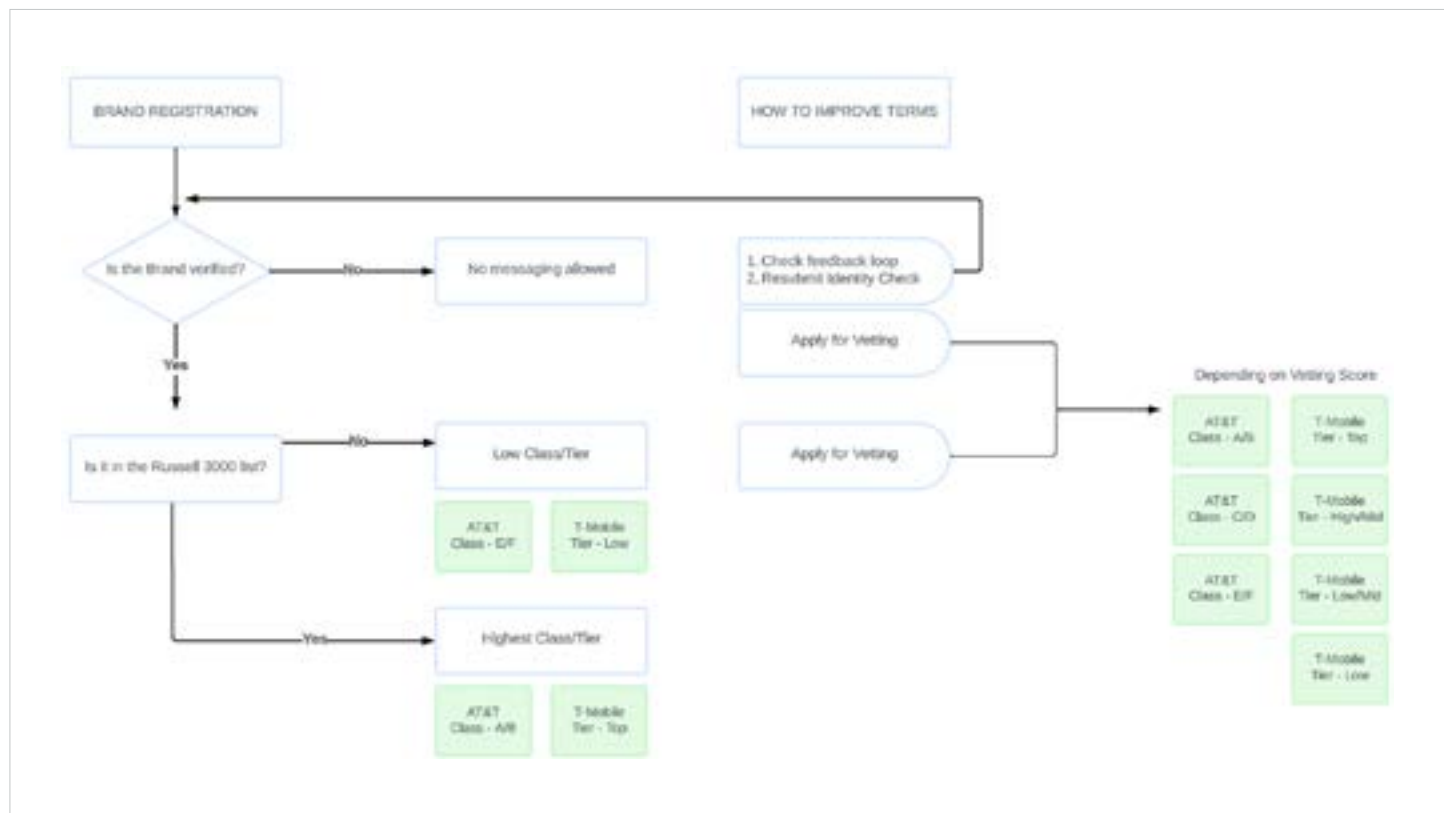 BRAND REGISTRATION
HOW TO IMPROVE TERMS
Is the Brand verified?
No
No messaging allowed
1. Check feedback loop
2. Resubmit Identity Check
Apply for Vetting
Yes
Depending on Vetting Score
Is it in the Russell 3000 list?
No
Low Class/Tier
Apply for Vetting
AT&T
Class - E/F
T-Mobile
Tier - Low
Yes
Highest Class/Tier
AT&T
Class - A/B
T-Mobile
Tier - Top
AT&T
Class - A/B
T-Mobile
Tier - Top
AT&T
Class - C/D
T-Mobile
Tier - High/Mid
AT&T
Class - E/F
T-Mobile
Tier - Low/Mid
T-Mobile
Tier - Low